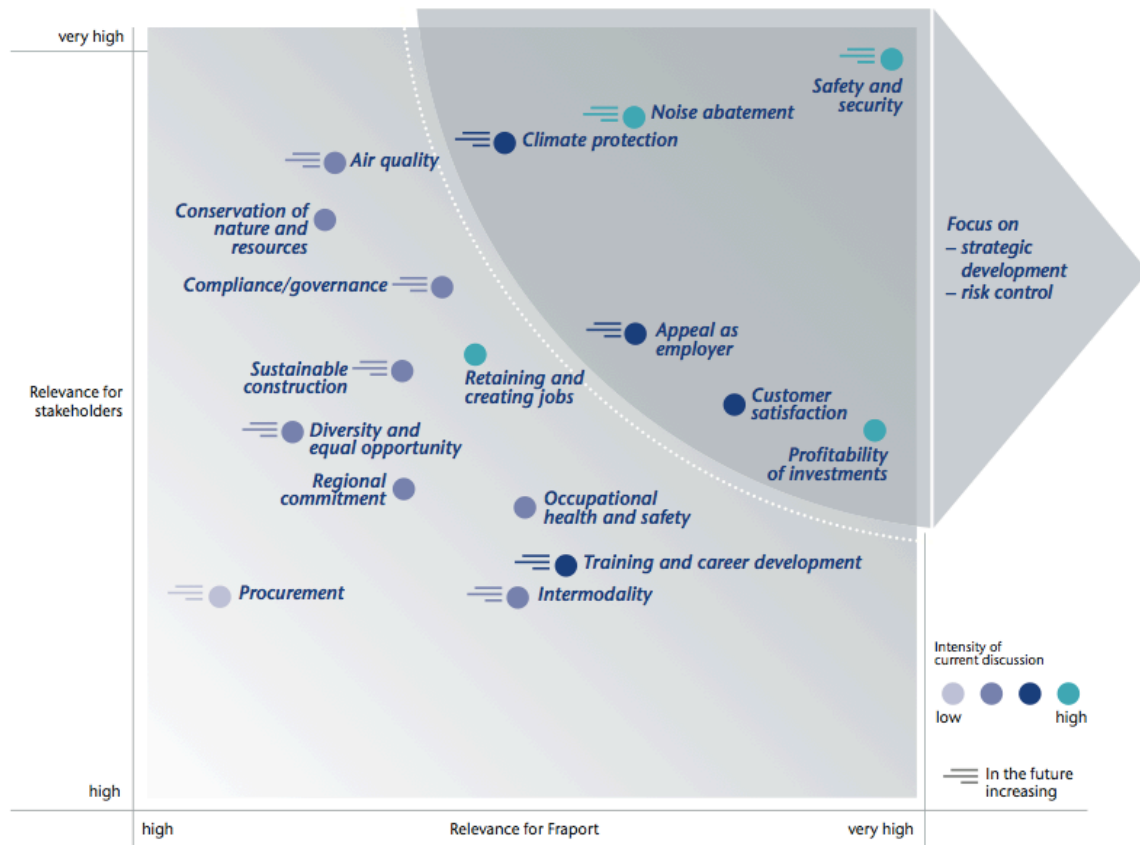 very high
Safety and
security
Noise abatement
Climate protection
Air quality
Conservation of
nature and
resources
Focus on
– strategic
development
– risk control
Compliance/governance
Appeal as
employer
Sustainable
construction
Retaining and
creating jobs
Relevance for
stakeholders
Customer
satisfaction
Diversity and
equal opportunity
Profitability
of investments
Regional
commitment
Occupational
health and safety
Training and career development
Procurement
Intermodality
Intensity of
current discussion
low
high
In the future
increasing
high
high
Relevance for Fraport
very high